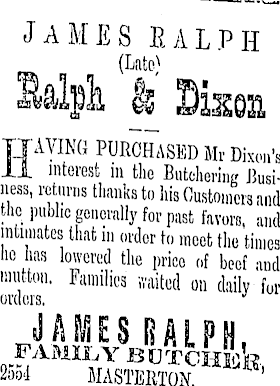 JAMES RALPH
(Late)
Ralph & Dixon
HAVING PURCHASED Mr Dixon's
interest in the Butchering Busi-
ness, returns thanks to his Customers and
the public generally for past favors, and
intimates that in order to meet the times
he has lowered the price of beef and
mutton. Families waited on daily for
orders.
JAMES RALPH,
FAMILY BUTCHER,
2554 MASTERTON.